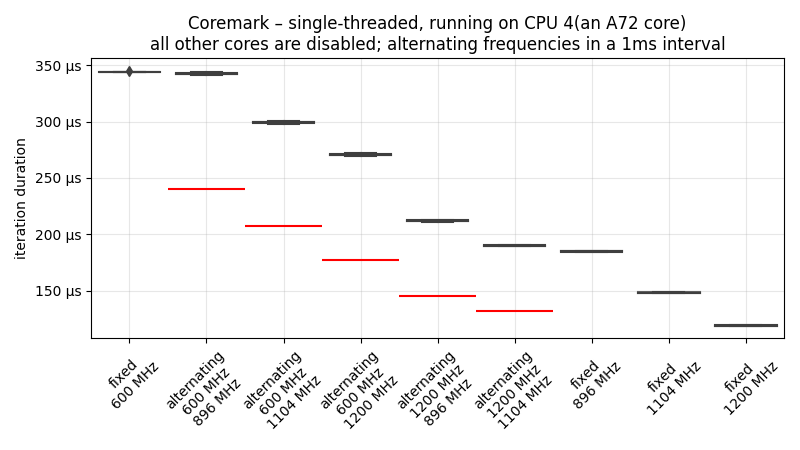 Coremark – single-threaded, running on CPU 4(an A72 core)
all other cores are disabled; alternating frequencies in a 1ms interval
iteration duration
350 µs
300 µs
250 µs
200 µs
150 µs
fixed
600 MHz
alternating
600 MHz
896 MHz
alternating
600 MHz
1104 MHz
alternating
600 MHz
1200 MHz
alternating
1200 MHz
896 MHz
alternating
1200 MHz
1104 MHz
fixed
896 MHz
fixed
1104 MHz
fixed
1200 MHz